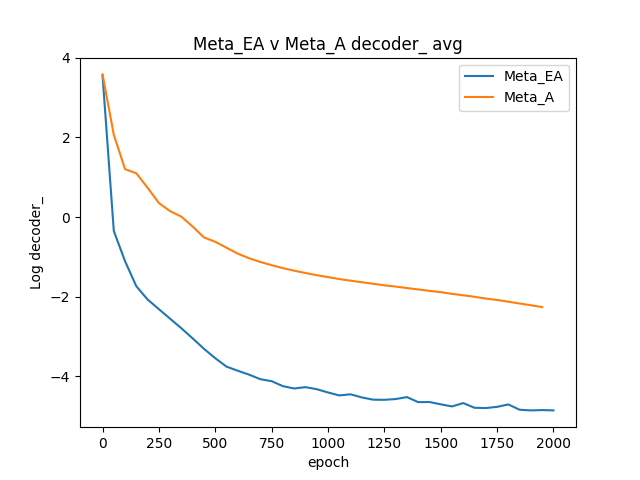 Meta_EA v Meta_A decoder_ avg
Meta_EA
Meta_A
Log decoder_
4
2
0
−2
−4
0
250
500
750
1000
1250
1500
1750
2000
epoch